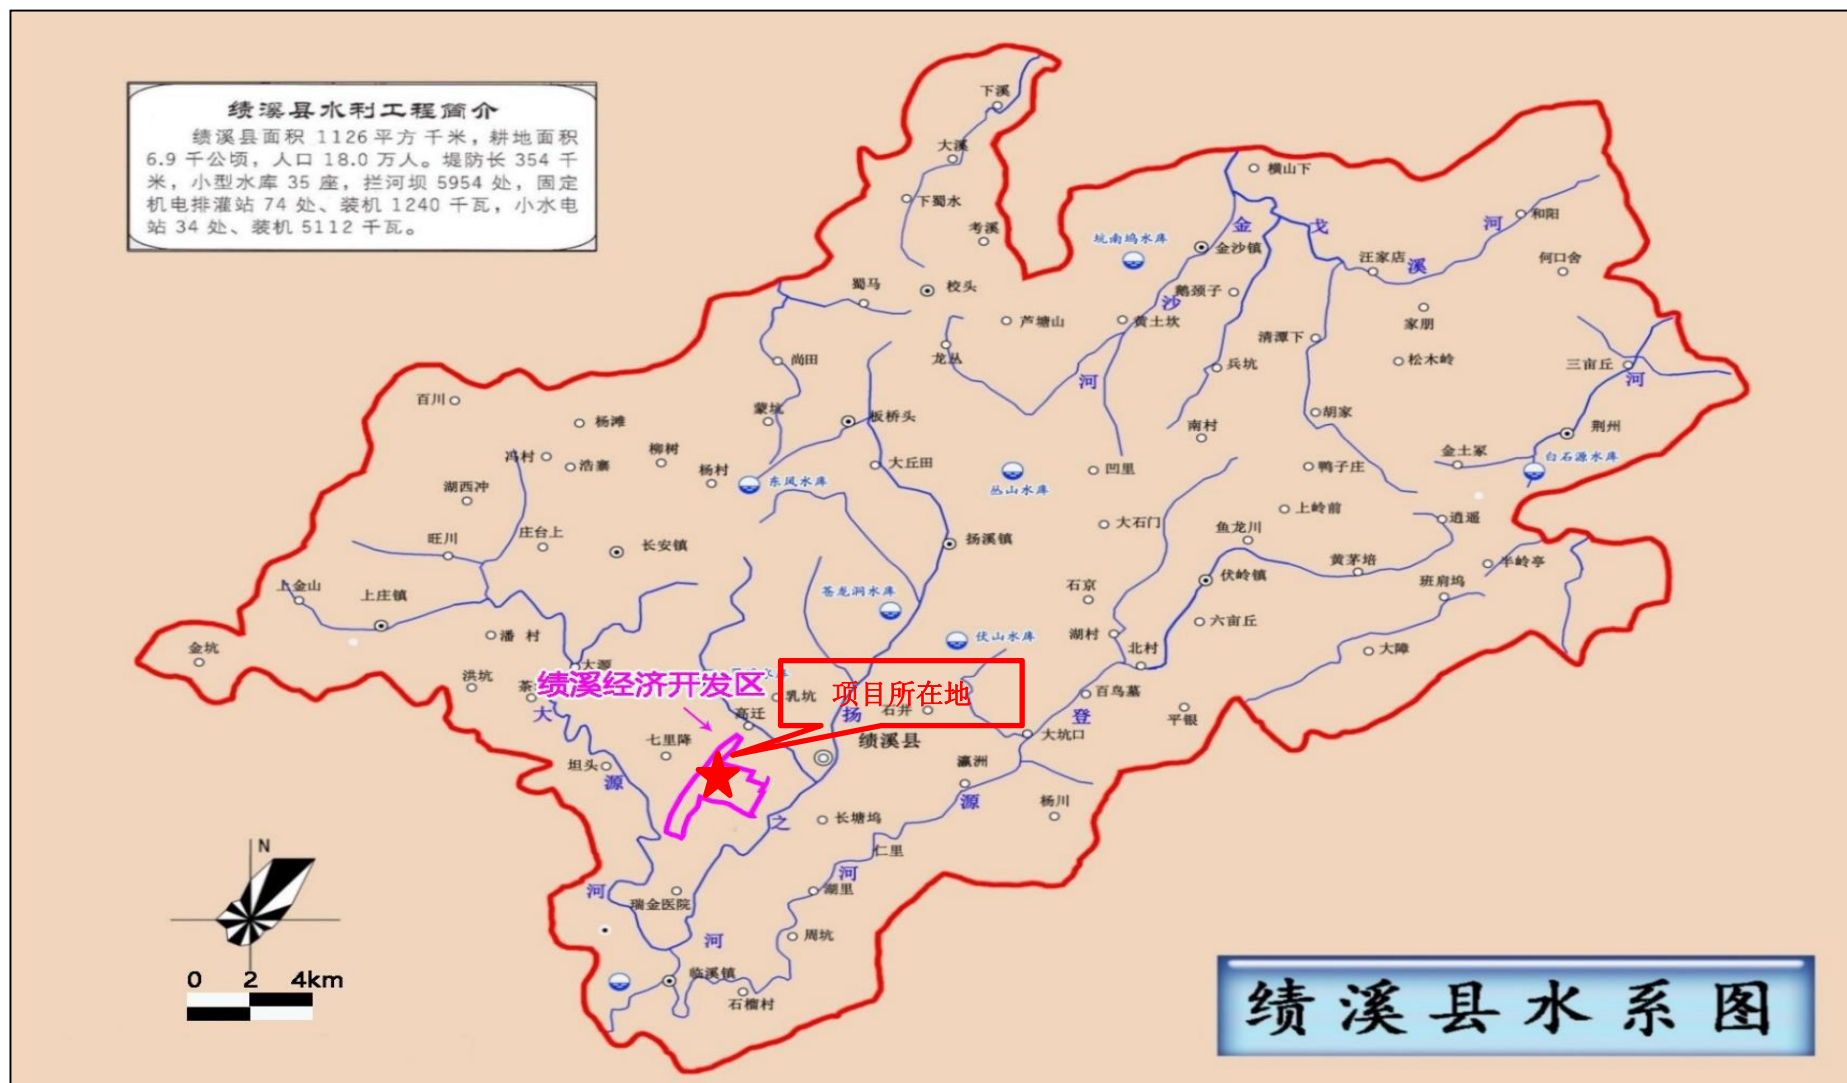 绩溪县水利工程简介
绩溪县面积 1126 平方千米，耕地面积
6.9 千公顷，人口 18.0 万人。堤防长 354 千
米，小型水库 35 座，拦河坝 5954 处，固定
机电排灌站 74 处、装机 1240 千瓦，小水电
站 34 处、装机 5112 千瓦。
下溪
大溪
横山下
下蜀水
和阳
考溪
金
戈
河
坑南坞水库
金沙镇
汪家店
何口舍
溪
蜀马
校头
鹅颈子
沙
芦塘山
黄土坎
家朋
清潭下
尚田
龙丛
兵坑
松木岭
三亩丘
河
河
百川
蒙坑
板桥头
胡家
杨滩
南村
荆州
冯村
浩寨
柳树
杨村
大丘田
凹里
鸭子庄
金土冢
白石源水库
东风水库
丛山水库
湖西冲
上岭前
逍遥
旺川
庄台上
长安镇
扬溪镇
大石门
鱼龙川
黄茅培
半岭亭
上金山
上庄镇
苍龙洞水库
石京
伏岭镇
班肩坞
六亩丘
潘 村
伏山水库
湖村
北村
大障
金坑
大源
洪坑
茶
绩溪经济开发区
水库
乳坑
项目所在地
百鸟墓
大
高迁
扬
石井
登
平银
七里降
绩溪县
大坑口
坦头
源
瀛洲
源
杨川
之
长塘坞
仁里
河
河
湖里
瑞金医院
河
周坑
临溪镇
石榴村
N
0 2 4km
绩溪县水系图